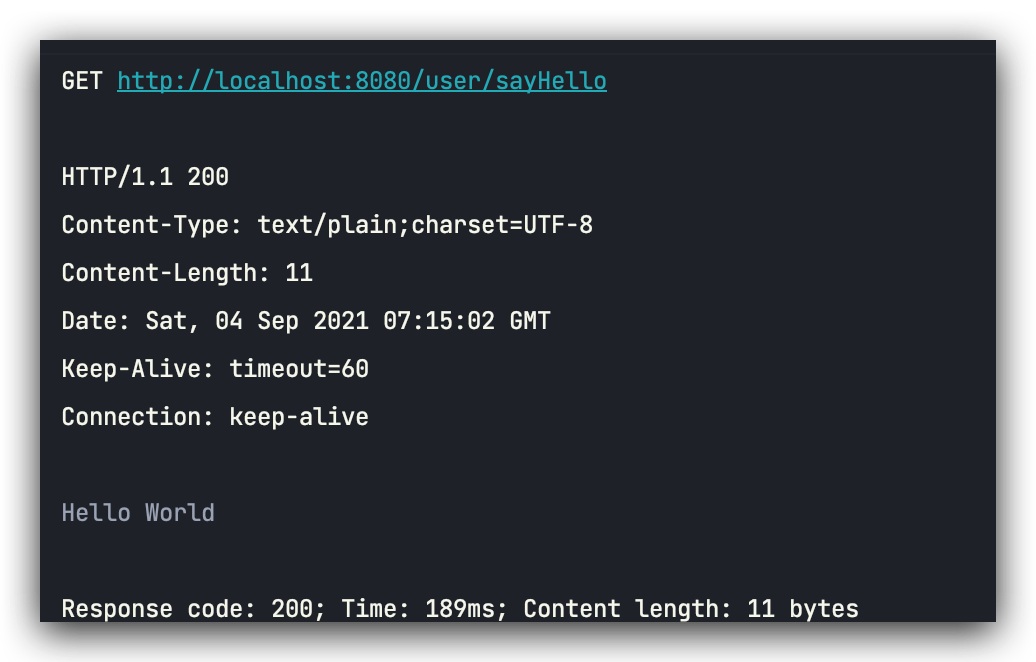 GET http://localhost:8080/user/sayHello
HTTP/1.1 200
Content-Type: text/plain;charset=UTF-8
Content-Length: 11
Date: Sat, 04 Sep 2021 07:15:02 GMT
Keep-Alive: timeout=60
Connection: keep-alive
Hello World
Response code: 200; Time: 189ms; Content length: 11 bytes